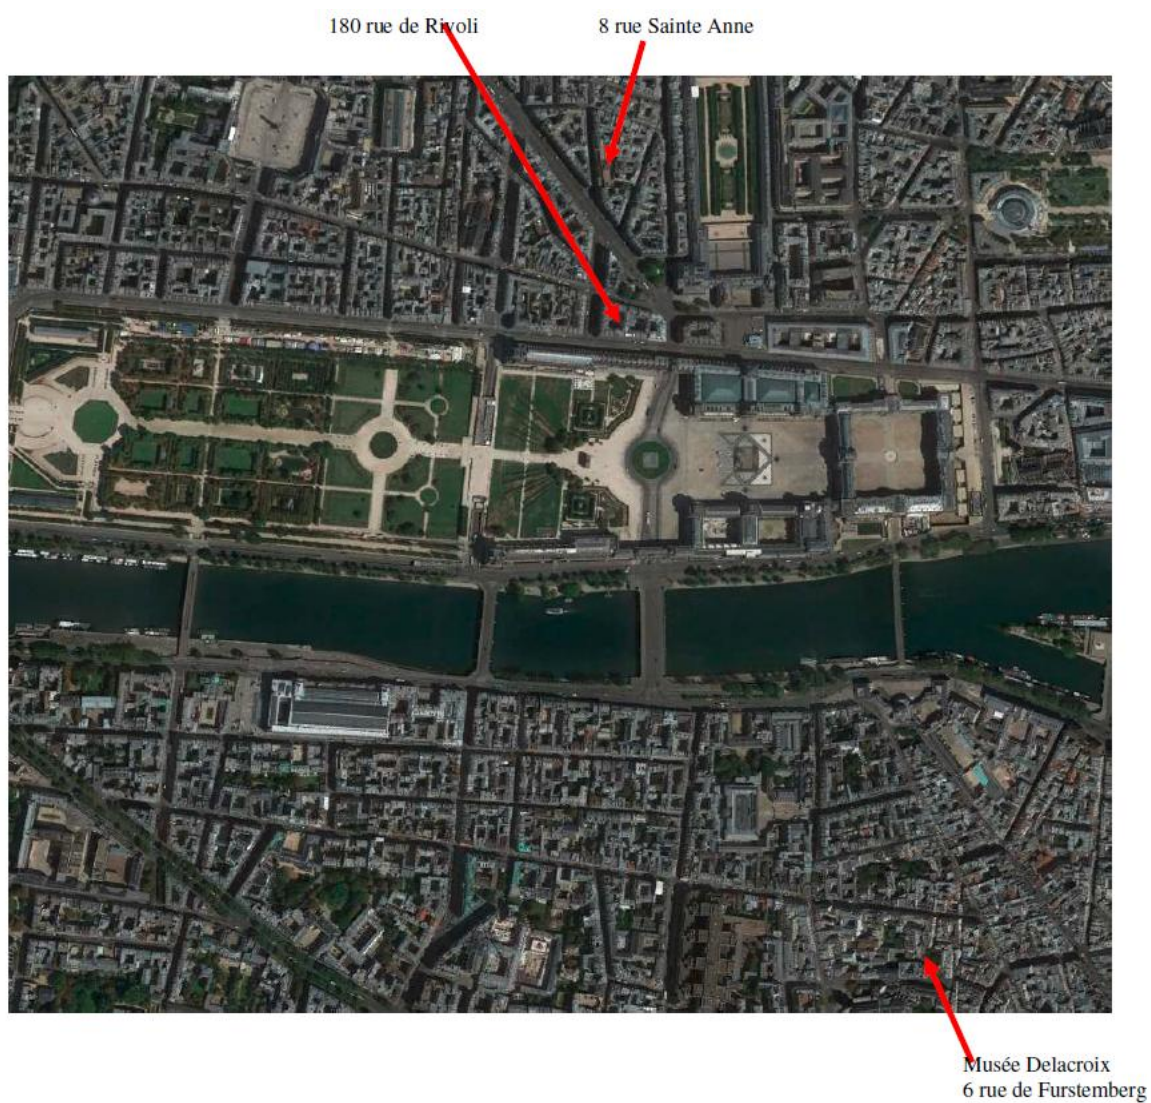 180 rue de Rivoli
8 rue Sainte Anne
Musée Delacroix
6 rue de Furstemberg